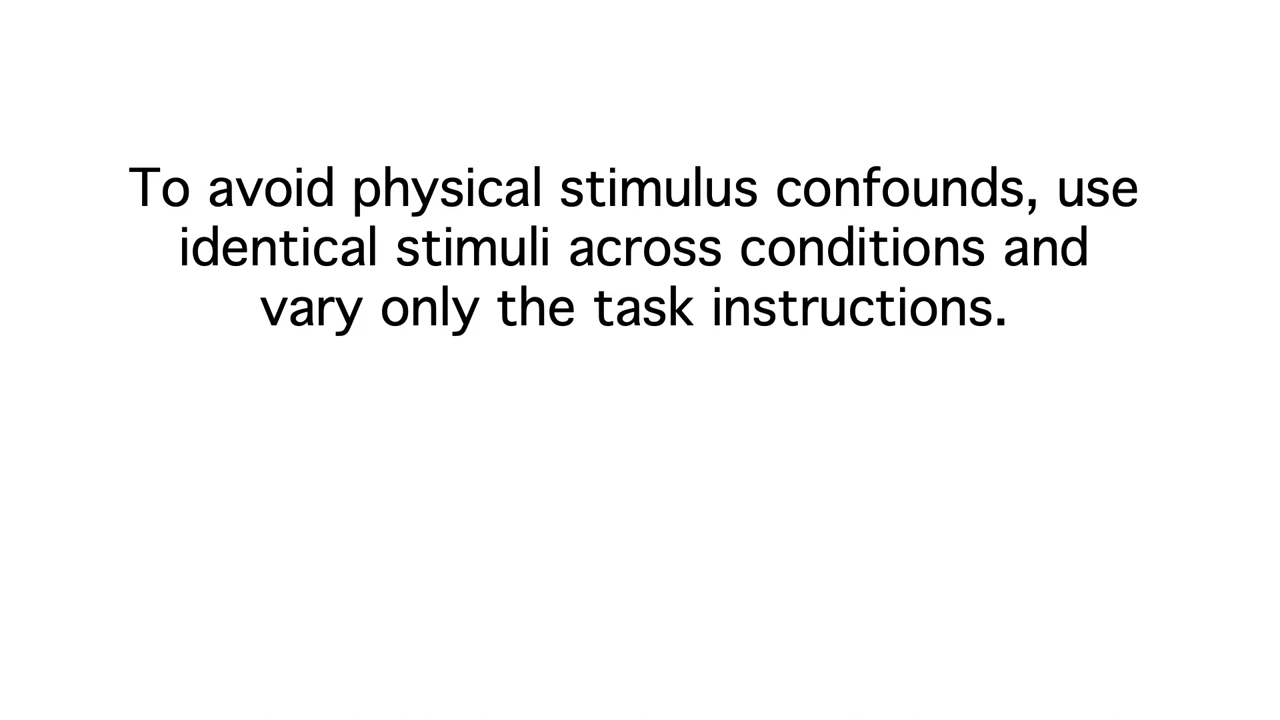 To avoid physical stimulus confounds, use
identical stimuli across conditions and
vary only the task instructions.